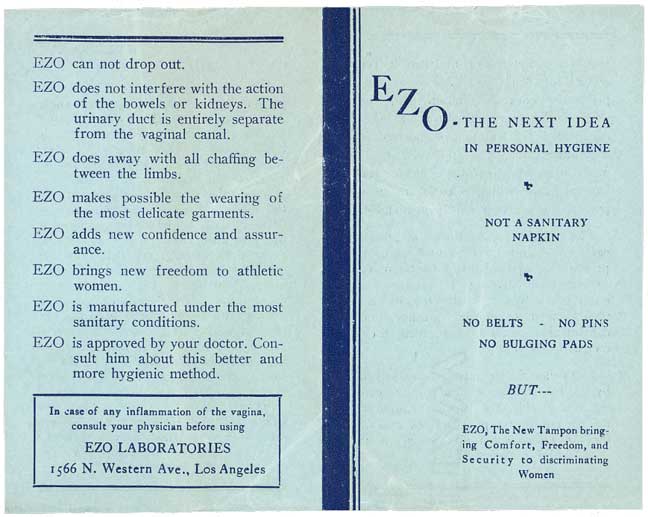 EZO can not drop out.
EZO does not interfere with the action
of the bowels or kidneys. The
urinary duct is entirely separate
from the vaginal canal.
EZO does away with all chaffing be-
tween the limbs.
EZO makes possible the wearing of
the most delicate garments.
EZO adds new confidence and assur-
ance.
EZO brings new freedom to athletic
women.
EZO is manufactured under the most
sanitary conditions.
EZO is approved by your doctor. Con-
sult him about this better and
more hygienic method.
In case of any inflammation of the vagina,
consult your physician before using
EZO LABORATORIES
1566 N. Western Ave., Los Angeles
EZO - THE NEXT IDEA
IN PERSONAL HYGIENE
NOT A SANITARY
NAPKIN
NO BELTS - NO PINS
NO BULGING PADS
BUT---
EZO, The New Tampon bring-
ing Comfort, Freedom, and
Security to discriminating
Women